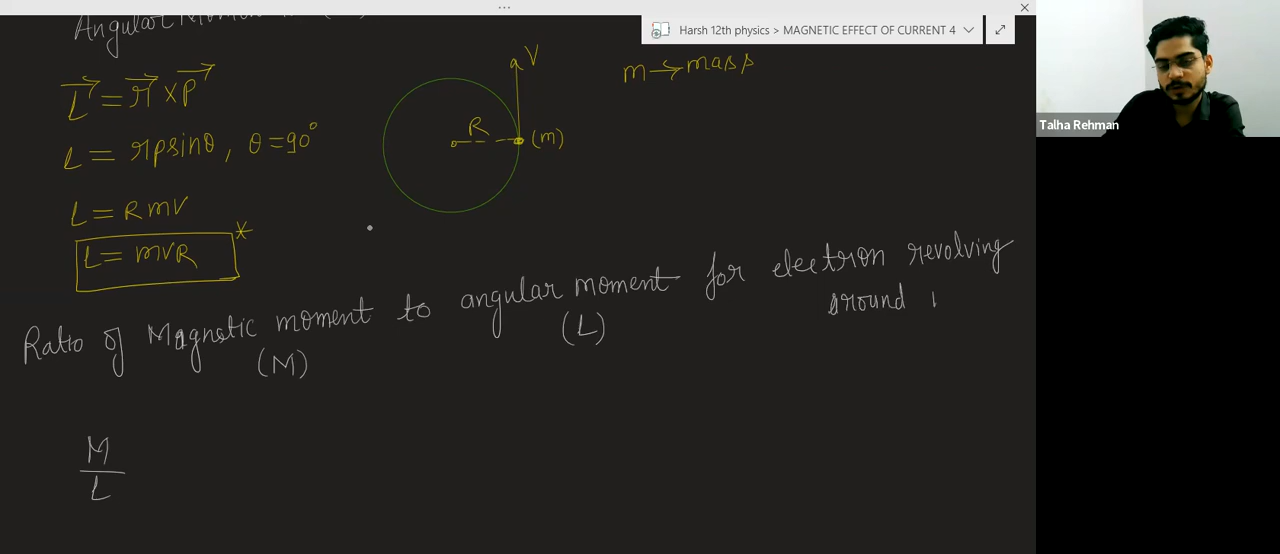 Harsh 12th physics > MAGNETIC EFFECT OF CURRENT 4
Talha Rehman
Angular
L = r × P
L = rpsinθ, θ = 90°
L = RmV
L = mVR *
V
R
(m)
m → mass
Ratio of Magnetic moment to angular moment for electron revolving
around
(M)
(L)
M
L